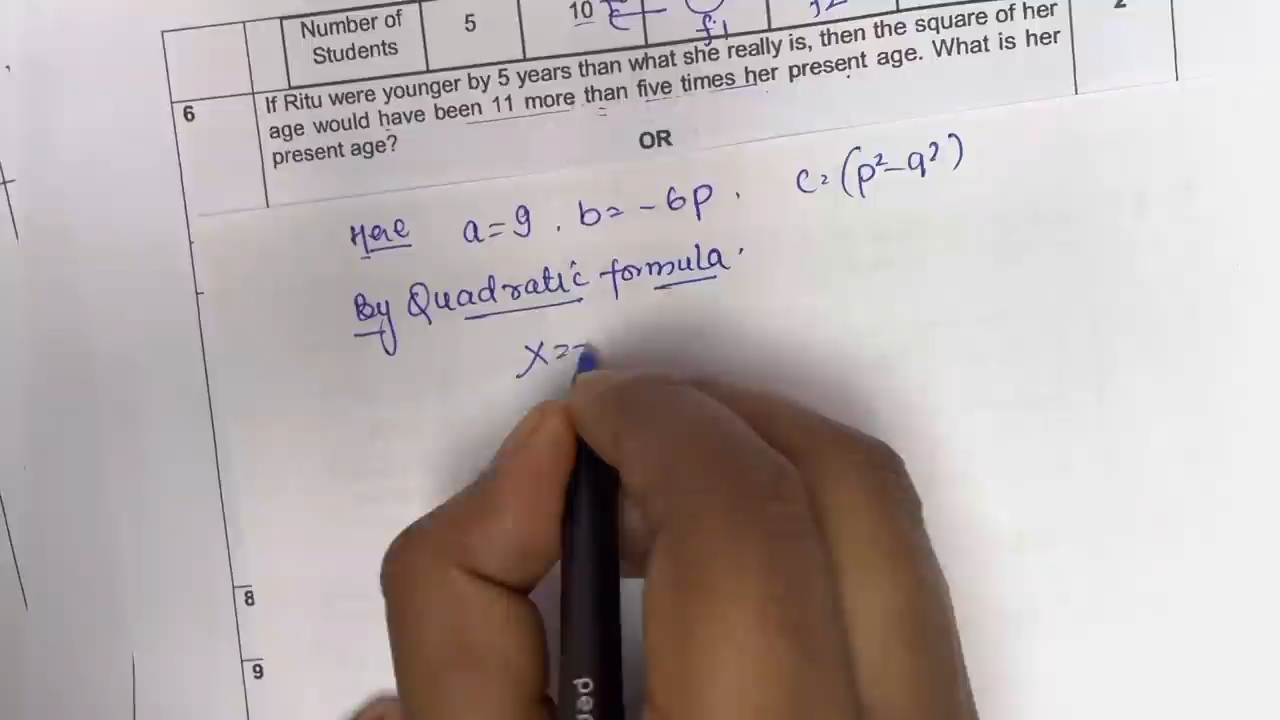 Number of 5 10
Students
6 If Ritu were younger by 5 years than what she really is, then the square of her
age would have been 11 more than five times her present age. What is her
present age?
OR
Here a=9 . b= -6p . c= (p²-q²)
By Quadratic formula.
x = -
8
9